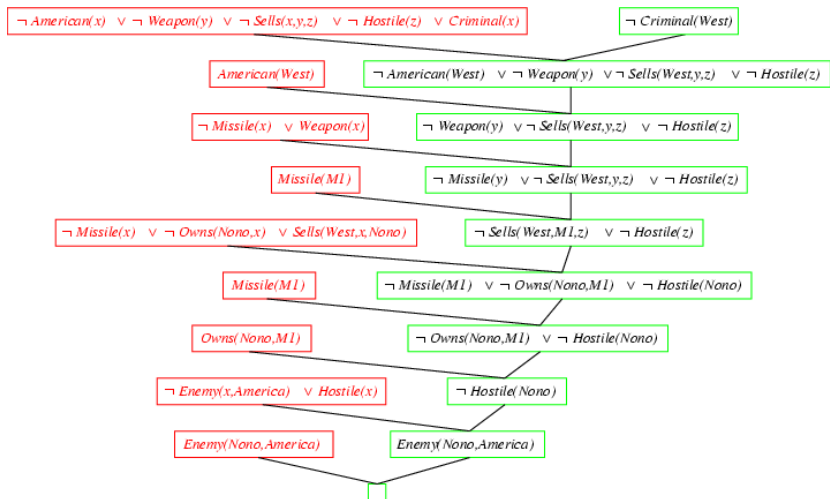 ¬ American(x) ∨ ¬ Weapon(y) ∨ ¬ Sells(x,y,z) ∨ ¬ Hostile(z) ∨ Criminal(x)
¬ Criminal(West)
American(West)
¬ American(West) ∨ ¬ Weapon(y) ∨ ¬ Sells(West,y,z) ∨ ¬ Hostile(z)
¬ Missile(x) ∨ Weapon(x)
¬ Weapon(y) ∨ ¬ Sells(West,y,z) ∨ ¬ Hostile(z)
Missile(M1)
¬ Missile(y) ∨ ¬ Sells(West,y,z) ∨ ¬ Hostile(z)
¬ Missile(x) ∨ ¬ Owns(Nono,x) ∨ Sells(West,x,Nono)
¬ Sells(West,M1,z) ∨ ¬ Hostile(z)
Missile(M1)
¬ Missile(M1) ∨ ¬ Owns(Nono,M1) ∨ ¬ Hostile(Nono)
Owns(Nono,M1)
¬ Owns(Nono,M1) ∨ ¬ Hostile(Nono)
¬ Enemy(x,America) ∨ Hostile(x)
¬ Hostile(Nono)
Enemy(Nono,America)
Enemy(Nono,America)